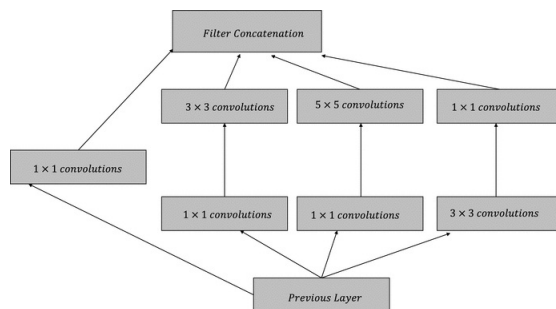 Filter Concatenation
3 × 3 convolutions
5 × 5 convolutions
1 × 1 convolutions
1 × 1 convolutions
1 × 1 convolutions
1 × 1 convolutions
3 × 3 convolutions
Previous Layer